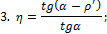 3. η = tg(α − ρ′) / tgα;